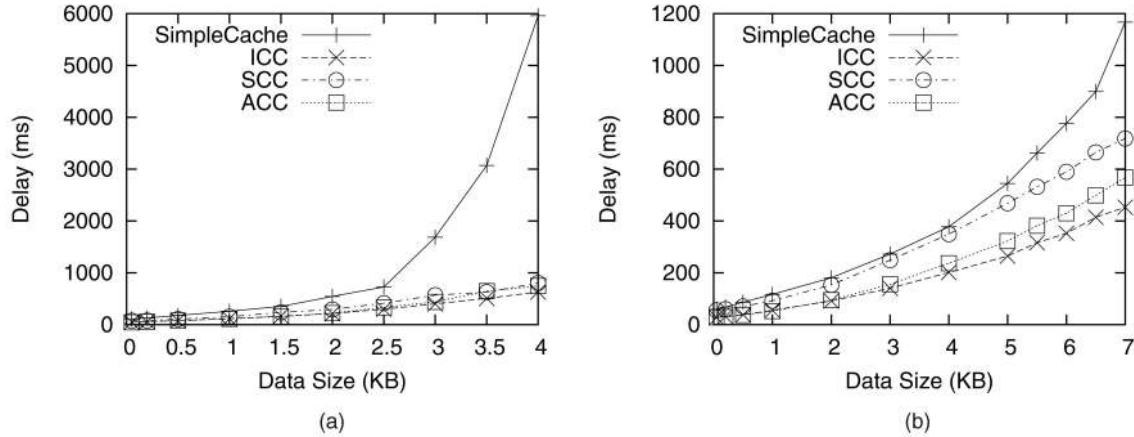 SimpleCache
ICC
SCC
ACC
6000
5000
4000
3000
2000
1000
0
Delay (ms)
0 0.5 1 1.5 2 2.5 3 3.5 4
Data Size (KB)
(a)
SimpleCache
ICC
SCC
ACC
1200
1000
800
600
400
200
0
Delay (ms)
0 1 2 3 4 5 6 7
Data Size (KB)
(b)